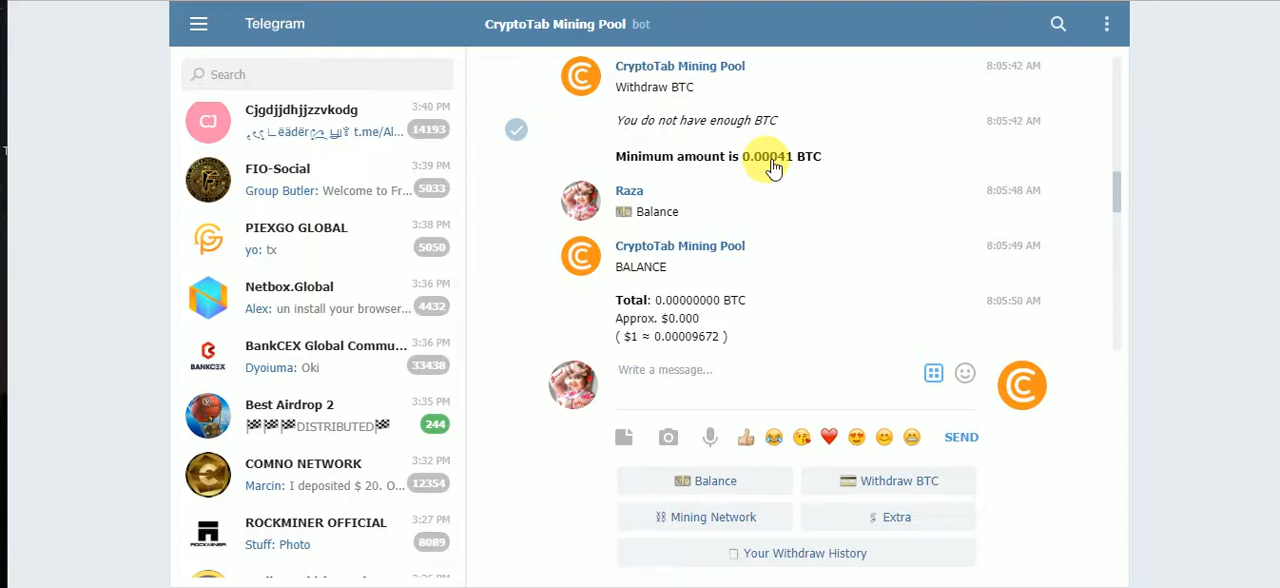 Telegram
CryptoTab Mining Pool bot
Search
Cjgdjjdhjjzzvkodg 3:40 PM
t.me/Al... 14193
FIO-Social 3:39 PM
Group Butler: Welcome to Fr... 5033
PIEXGO GLOBAL 3:38 PM
yo: tx 5050
Netbox.Global 3:36 PM
Alex: un install your browser... 4432
BANKCEX
BankCEX Global Commu... 3:36 PM
Dyoiuma: Oki 33438
Best Airdrop 2 3:35 PM
🏁🏁🏁DISTRIBUTED🏁 244
COMNO NETWORK 3:32 PM
Marcin: I deposited $ 20. O... 12354
ROCKMINER OFFICIAL 3:27 PM
Stuff: Photo 8089
CryptoTab Mining Pool 8:05:42 AM
Withdraw BTC
You do not have enough BTC 8:05:42 AM
Minimum amount is 0.00041 BTC
Raza 8:05:48 AM
💵 Balance
CryptoTab Mining Pool 8:05:49 AM
BALANCE
Total: 0.00000000 BTC 8:05:50 AM
Approx. $0.000
( $1 ≈ 0.00009672 )
Write a message...
SEND
💵 Balance
💳 Withdraw BTC
⛓ Mining Network
Extra
Your Withdraw History